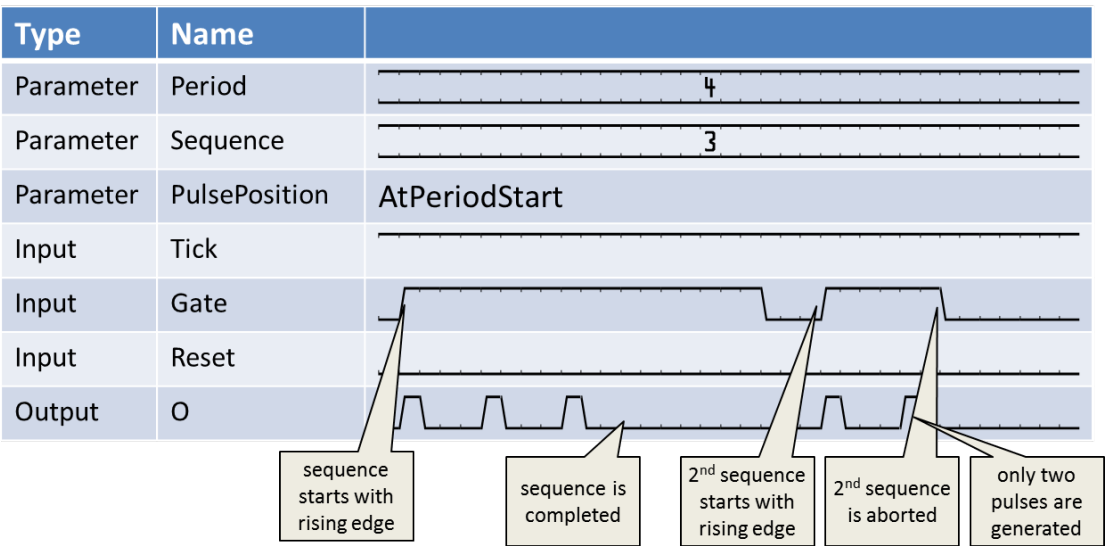 Type Name
Parameter Period 4
Parameter Sequence 3
Parameter PulsePosition AtPeriodStart
Input Tick
Input Gate
Input Reset
Output O
sequence
starts with
rising edge
sequence is
completed
2nd sequence
starts with
rising edge
2nd sequence
is aborted
only two
pulses are
generated